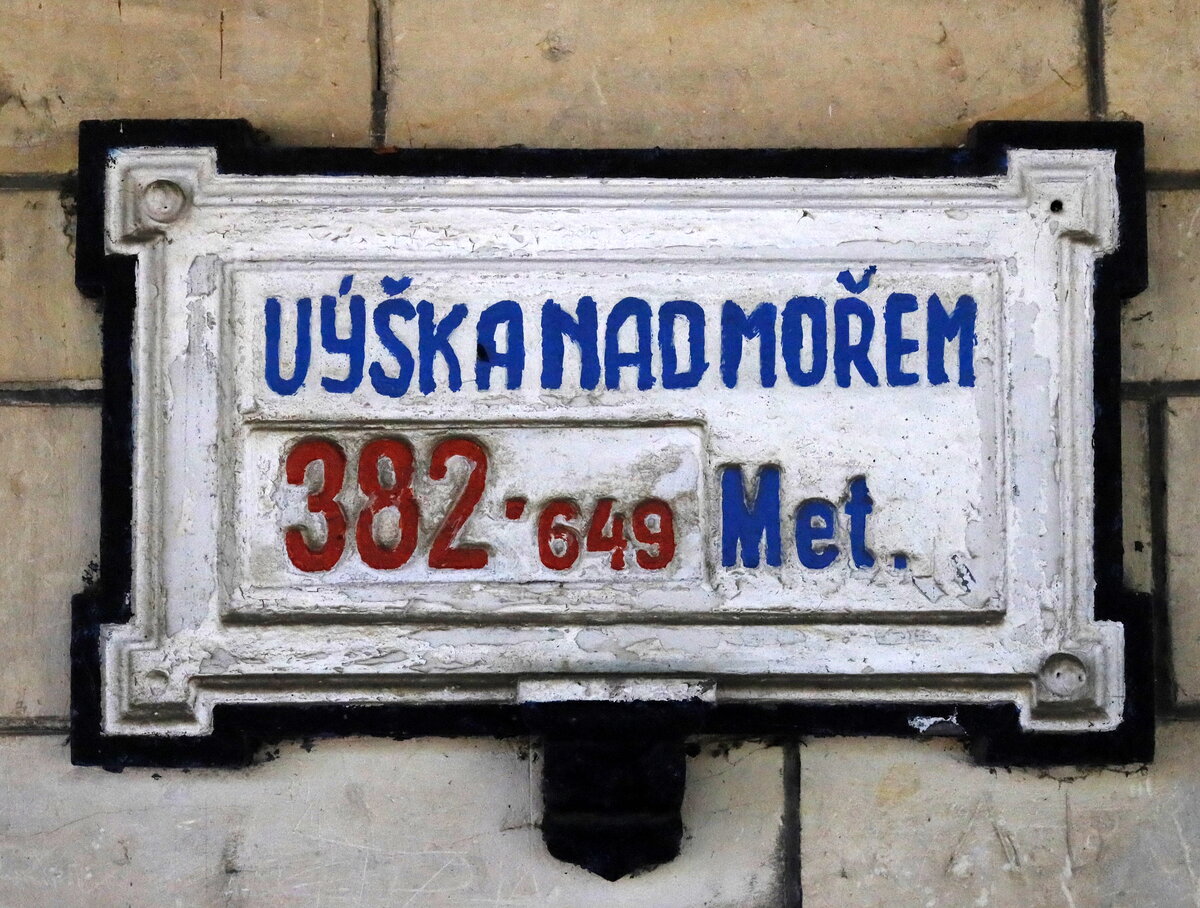 VÝŠKA NAD MOŘEM
382·649 Met.